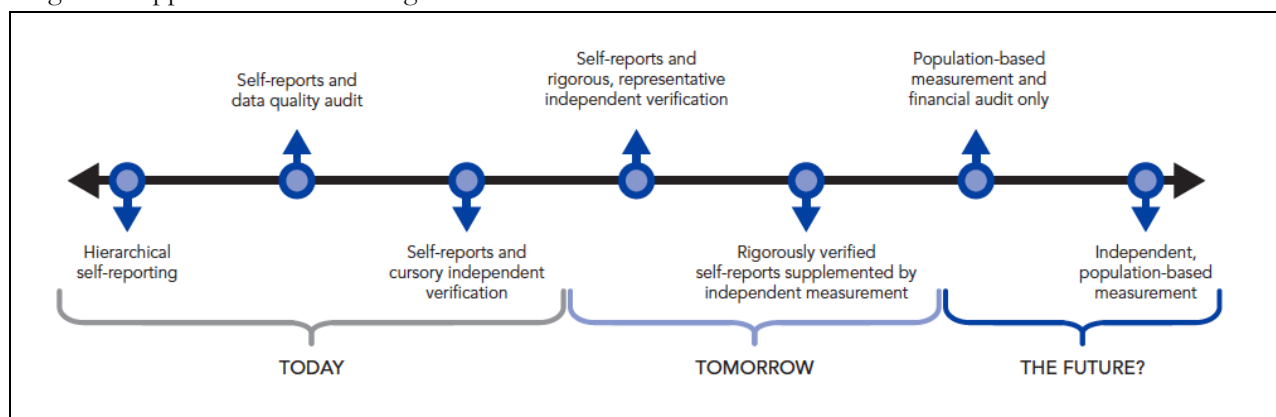 Self-reports and
data quality audit
Self-reports and
rigorous, representative
independent verification
Population-based
measurement and
financial audit only
Hierarchical
self-reporting
Self-reports and
cursory independent
verification
Rigorously verified
self-reports supplemented by
independent measurement
Independent,
population-based
measurement
TODAY
TOMORROW
THE FUTURE?